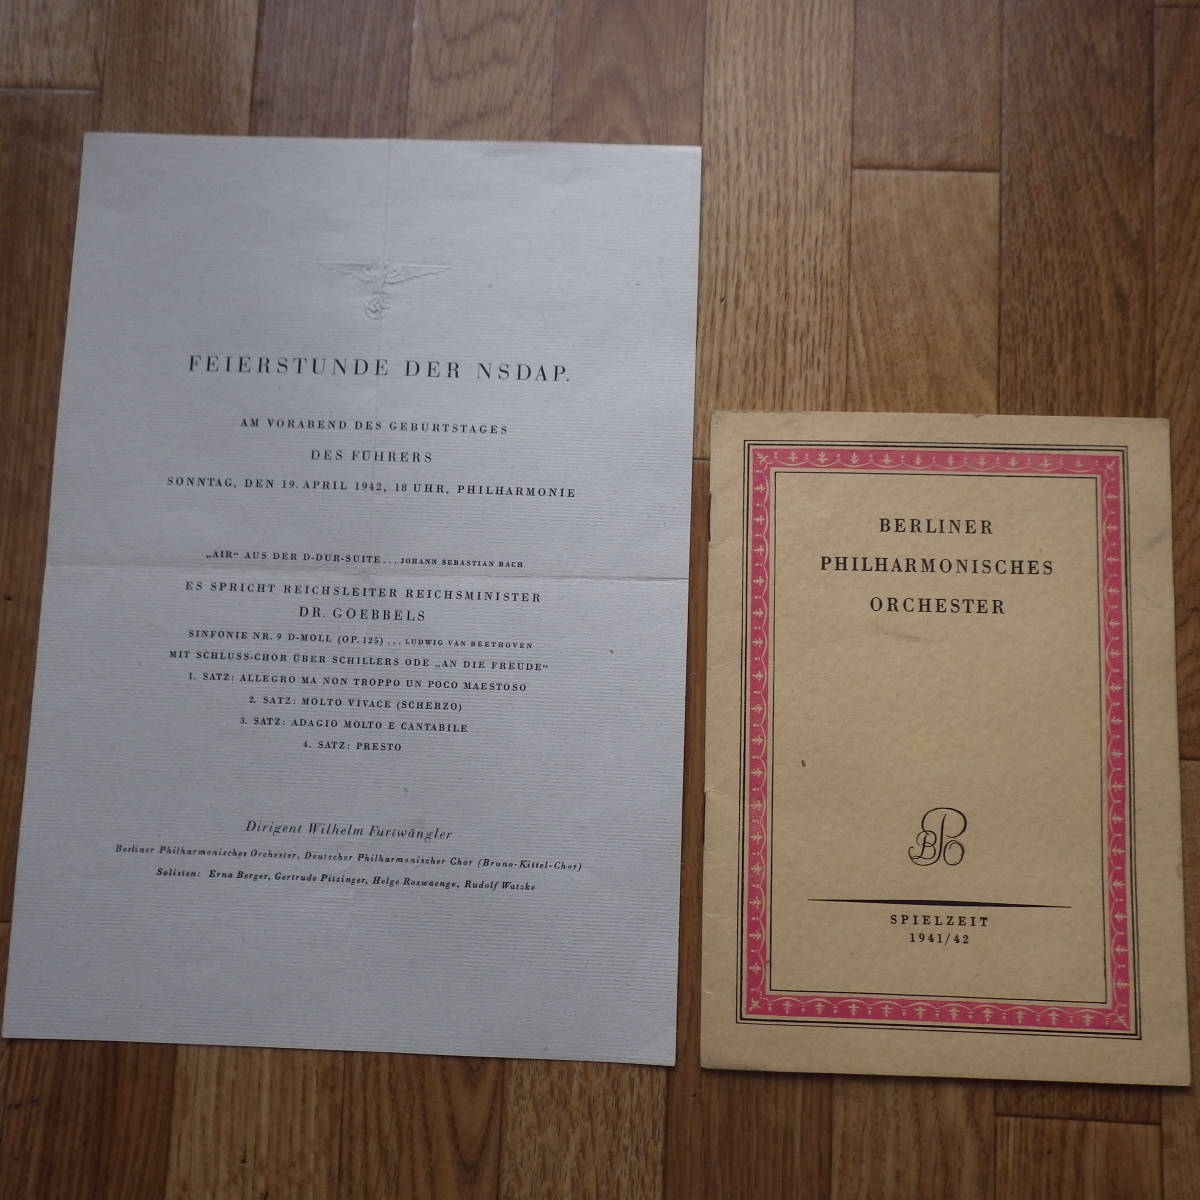 FEIERSTUNDE DER NSDAP.
AM VORABEND DES GEBURTSTAGES
DES FÜHRERS
SONNTAG, DEN 19. APRIL 1942, 18 UHR, PHILHARMONIE
„AIR“ AUS DER D-DUR-SUITE ... JOHANN SEBASTIAN BACH
ES SPRICHT REICHSLEITER REICHSMINISTER
DR. GOEBBELS
SINFONIE NR. 9 D-MOLL (OP. 125) ... LUDWIG VAN BEETHOVEN
MIT SCHLUSS-CHOR ÜBER SCHILLERS ODE „AN DIE FREUDE“
1. SATZ: ALLEGRO MA NON TROPPO UN POCO MAESTOSO
2. SATZ: MOLTO VIVACE (SCHERZO)
3. SATZ: ADAGIO MOLTO E CANTABILE
4. SATZ: PRESTO
Dirigent Wilhelm Furtwängler
Berliner Philharmonisches Orchester, Deutscher Philharmonischer Chor (Bruno-Kittel-Chor)
Solisten: Erna Berger, Gertrude Pitzinger, Helge Roswaenge, Rudolf Watzke
BERLINER
PHILHARMONISCHES
ORCHESTER
BPO
SPIELZEIT
1941/42